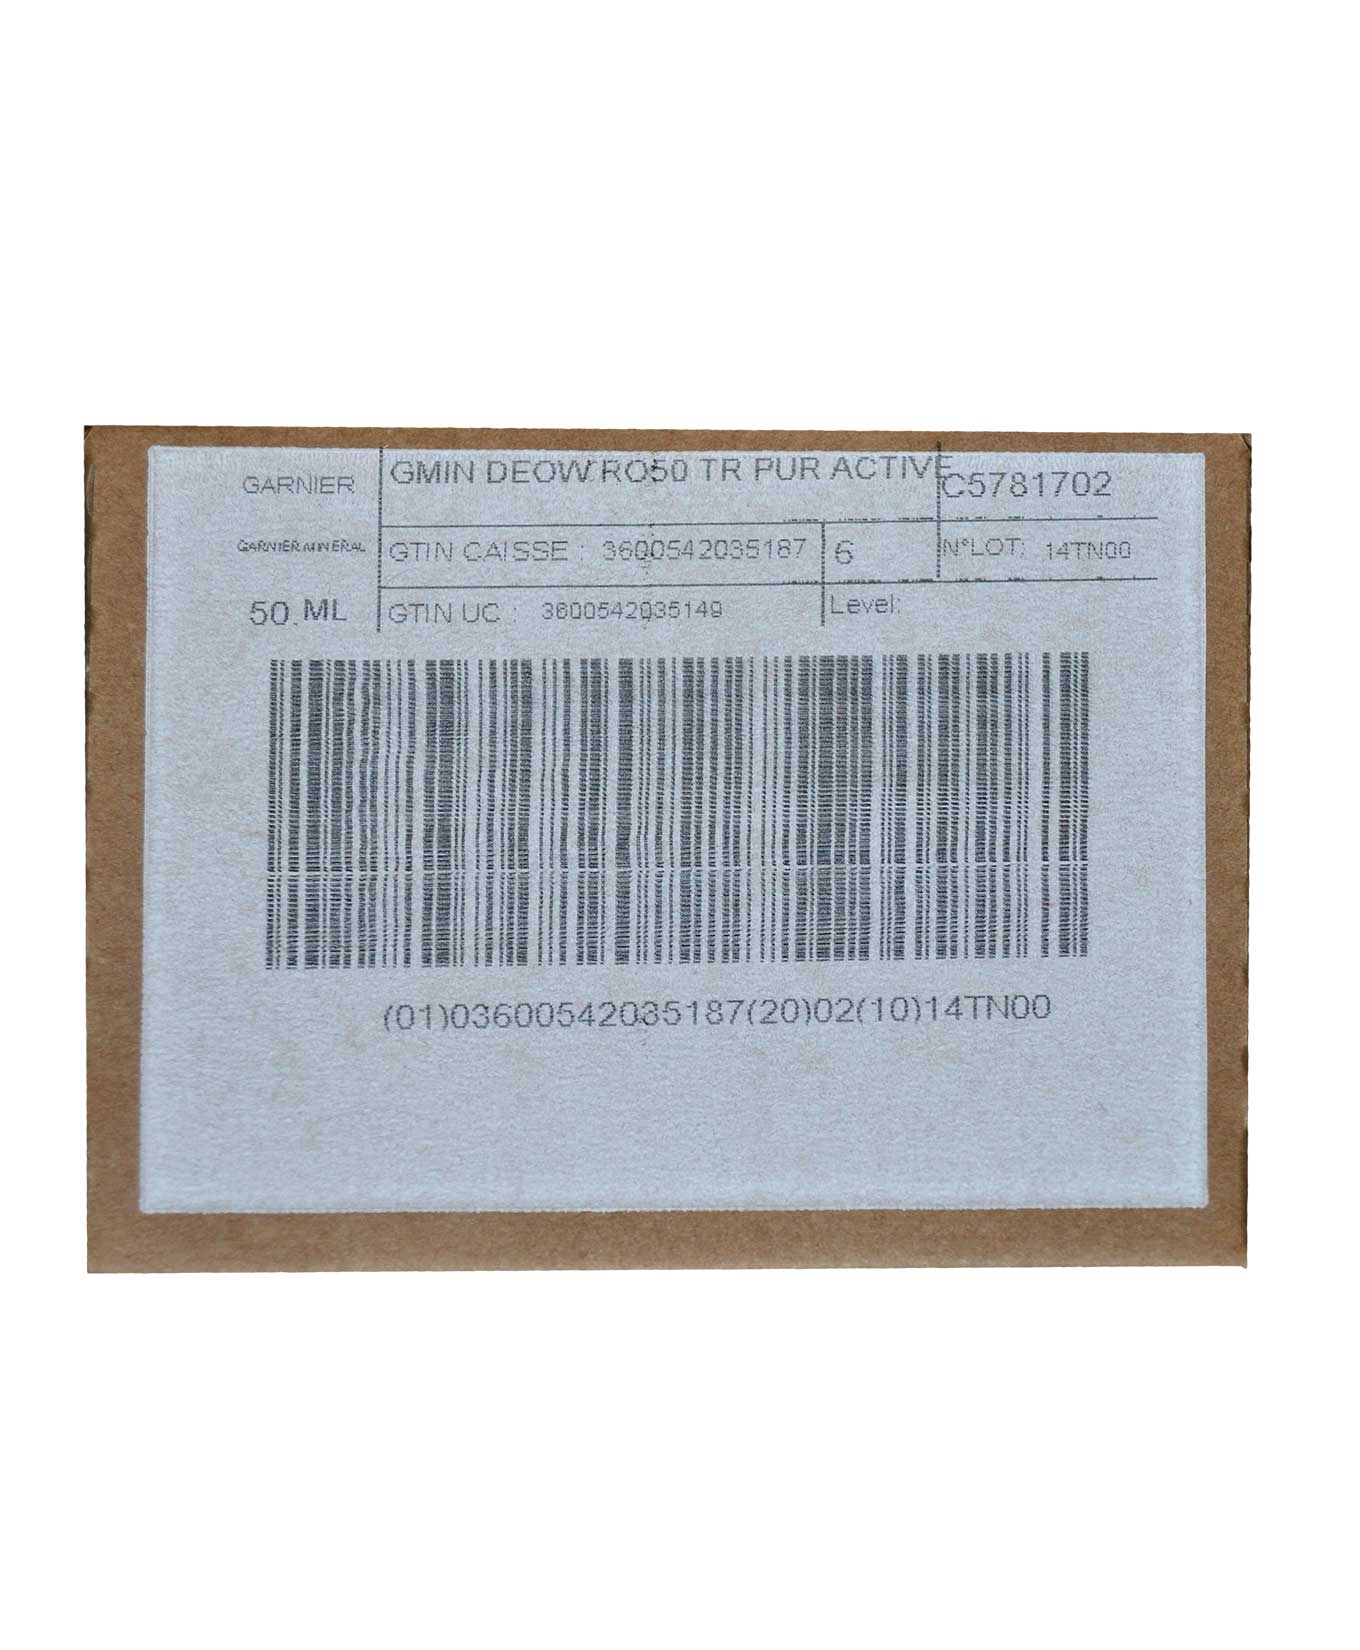 GARNIER
GMIN DEOW RO50 TR PUR ACTIVE
C5781702
GARNIER MINERAL
GTIN CAISSE : 3600542035187
6
N°LOT: 14TN00
50. ML
GTIN UC : 3600542035149
Level:
(01)03600542035187(20)02(10)14TN00